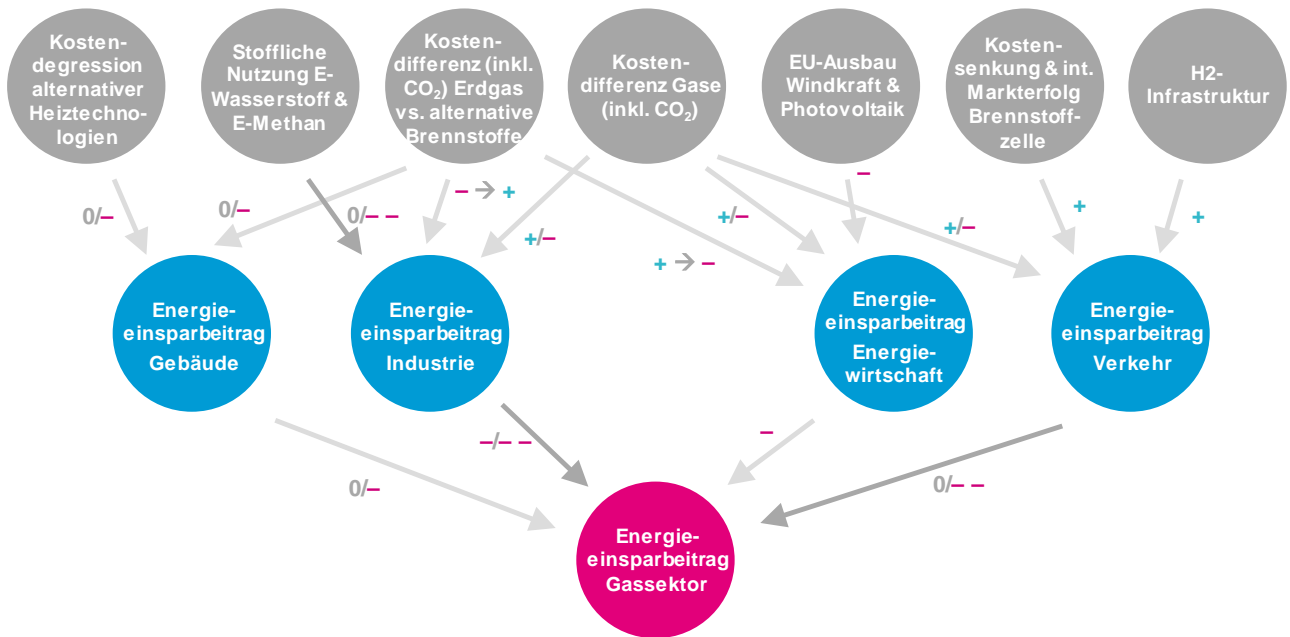 Kosten-
degression
alternativer
Heiztechno-
logien
Stoffliche
Nutzung E-
Wasserstoff &
E-Methan
Kosten-
differenz (inkl.
CO₂) Erdgas
vs. alternative
Brennstoffe
Kosten-
differenz Gase
(inkl. CO₂)
EU-Ausbau
Windkraft &
Photovoltaik
Kosten-
senkung & int.
Markterfolg
Brennstoff-
zelle
H2-
Infrastruktur
0/–
0/–
0/– –
– → +
+/–
+ → –
+/–
–
+/–
+
+
Energie-
einsparbeitrag
Gebäude
Energie-
einsparbeitrag
Industrie
Energie-
einsparbeitrag
Energie-
wirtschaft
Energie-
einsparbeitrag
Verkehr
0/–
–/– –
–
0/– –
Energie-
einsparbeitrag
Gassektor